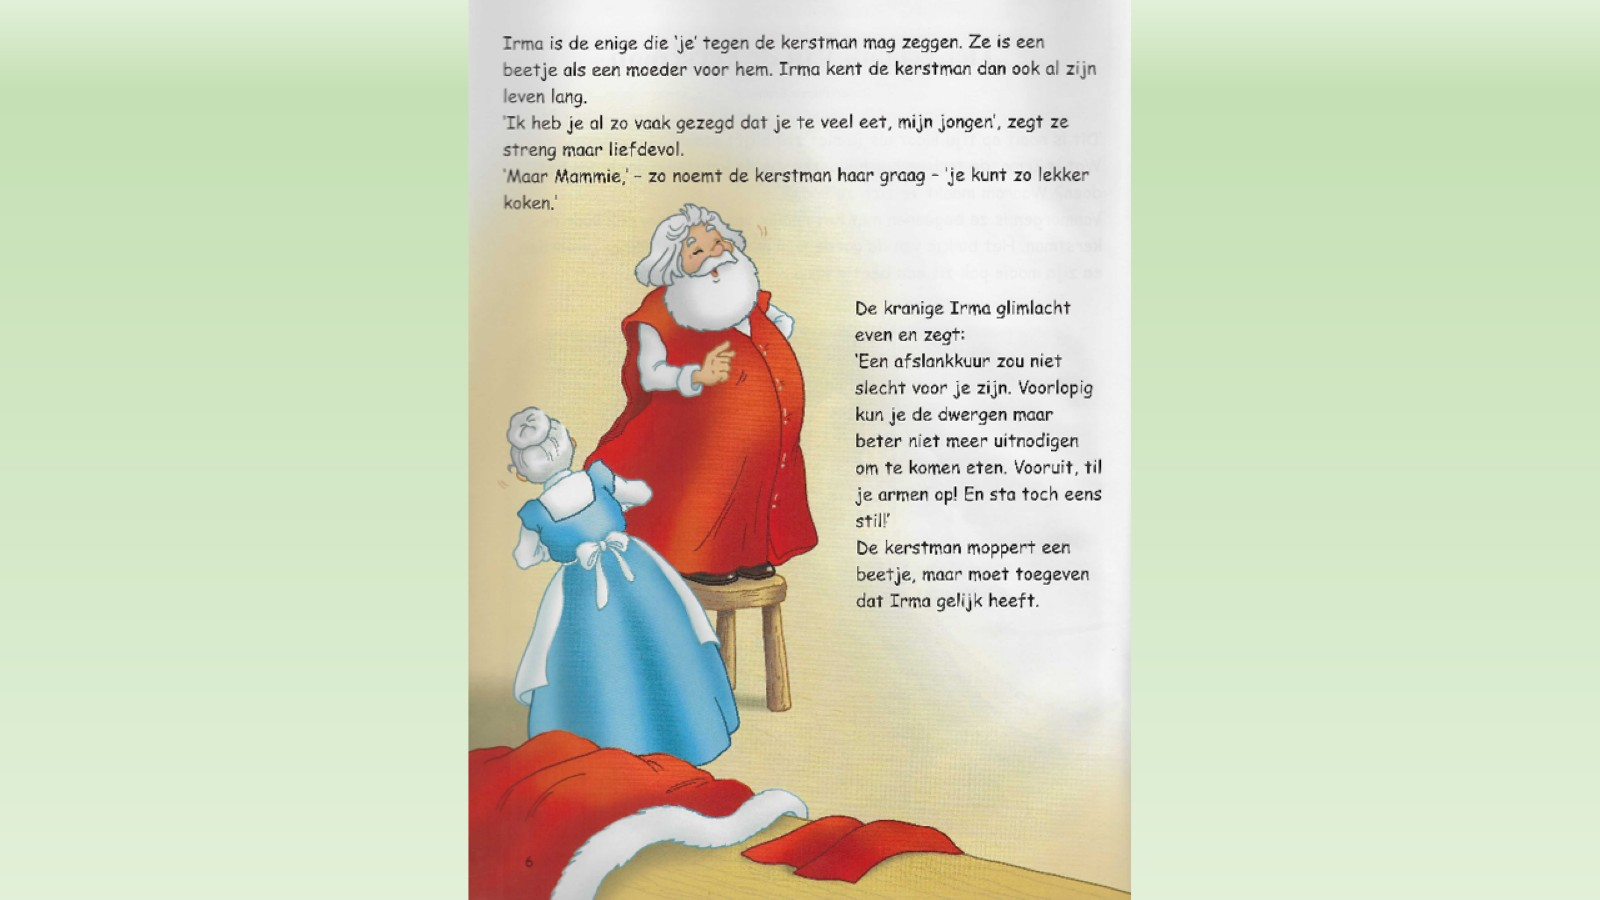 Irma is de enige die ‘je’ tegen de kerstman mag zeggen. Ze is een
beetje als een moeder voor hem. Irma kent de kerstman dan ook al zijn
leven lang.
‘Ik heb je al zo vaak gezegd dat je te veel eet, mijn jongen’, zegt ze
streng maar liefdevol.
‘Maar Mammie,’ – zo noemt de kerstman haar graag – ‘je kunt zo lekker
koken.’
De kranige Irma glimlacht
even en zegt:
‘Een afslankkuur zou niet
slecht voor je zijn. Voorlopig
kun je de dwergen maar
beter niet meer uitnodigen
om te komen eten. Vooruit, til
je armen op! En sta toch eens
stil!’
De kerstman moppert een
beetje, maar moet toegeven
dat Irma gelijk heeft.
6